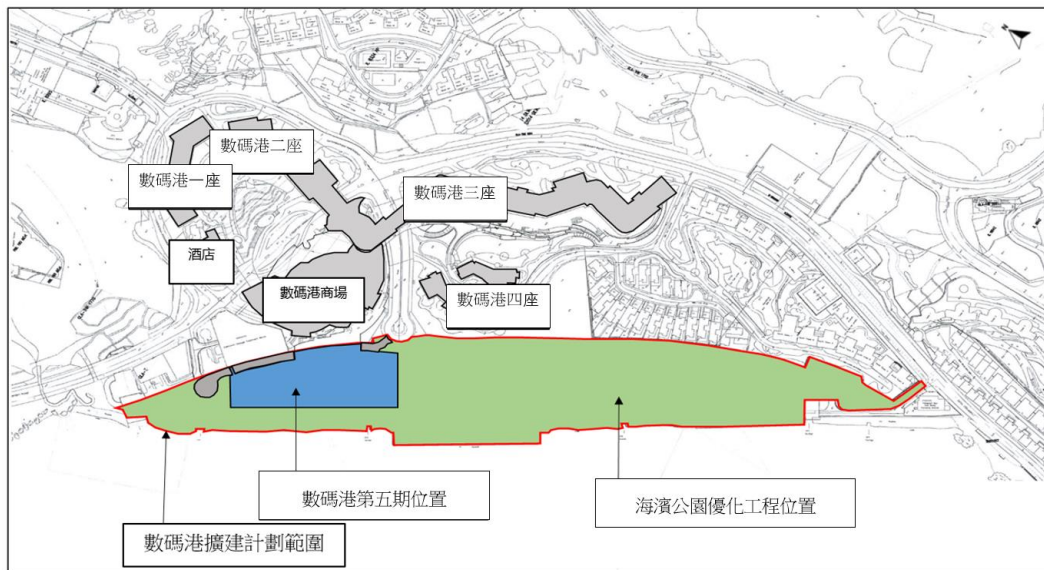 N
數碼港二座
數碼港一座
數碼港三座
酒店
數碼港商場
數碼港四座
數碼港第五期位置
海濱公園優化工程位置
數碼港擴建計劃範圍